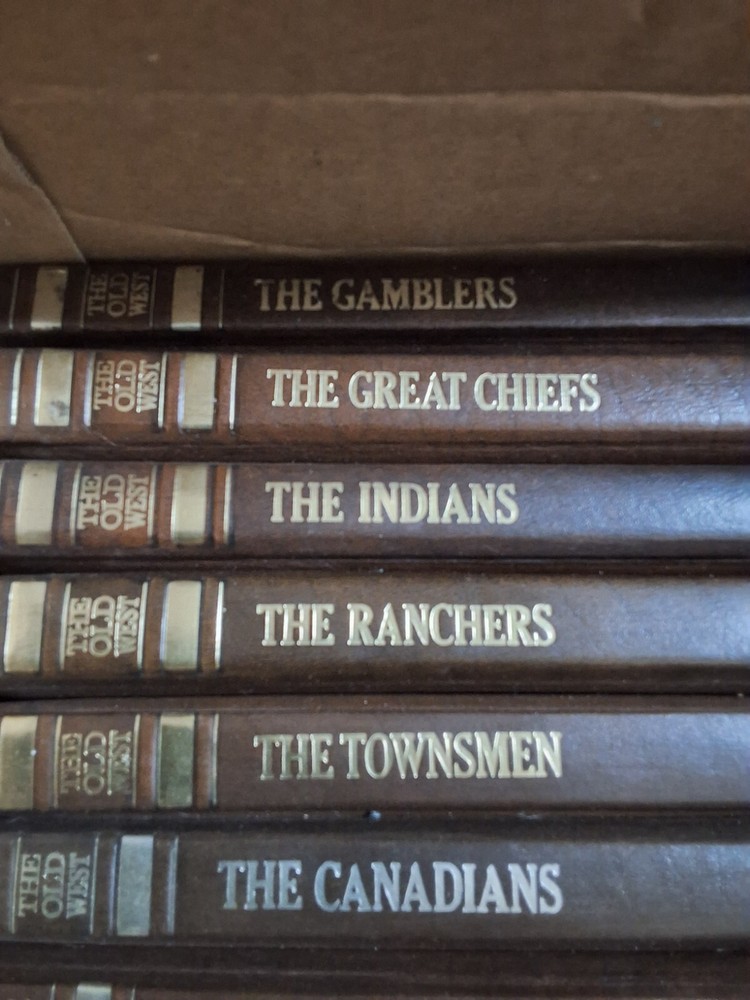 THE OLD WEST THE GAMBLERS
THE OLD WEST THE GREAT CHIEFS
THE OLD WEST THE INDIANS
THE OLD WEST THE RANCHERS
THE OLD WEST THE TOWNSMEN
THE OLD WEST THE CANADIANS